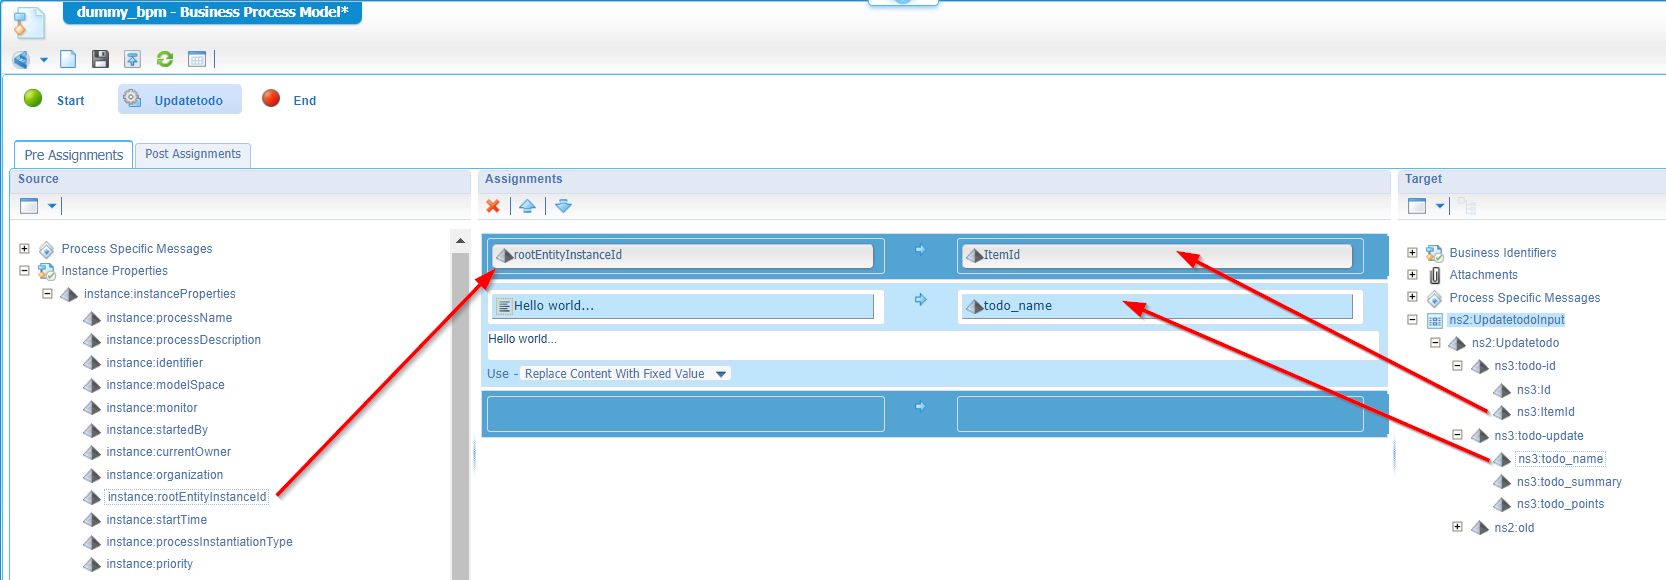 dummy_bpm - Business Process Model*
Start
Updatetodo
End
Pre Assignments
Post Assignments
Source
Process Specific Messages
Instance Properties
instance:instanceProperties
instance:processName
instance:processDescription
instance:identifier
instance:modelSpace
instance:monitor
instance:startedBy
instance:currentOwner
instance:organization
instance:rootEntityInstanceId
instance:startTime
instance:processInstantiationType
instance:priority
Assignments
rootEntityInstanceId
ItemId
Hello world...
todo_name
Hello world...
Use - Replace Content With Fixed Value
Target
Business Identifiers
Attachments
Process Specific Messages
ns2:UpdatetodoInput
ns2:Updatetodo
ns3:todo-id
ns3:Id
ns3:ItemId
ns3:todo-update
ns3:todo_name
ns3:todo_summary
ns3:todo_points
ns2:old